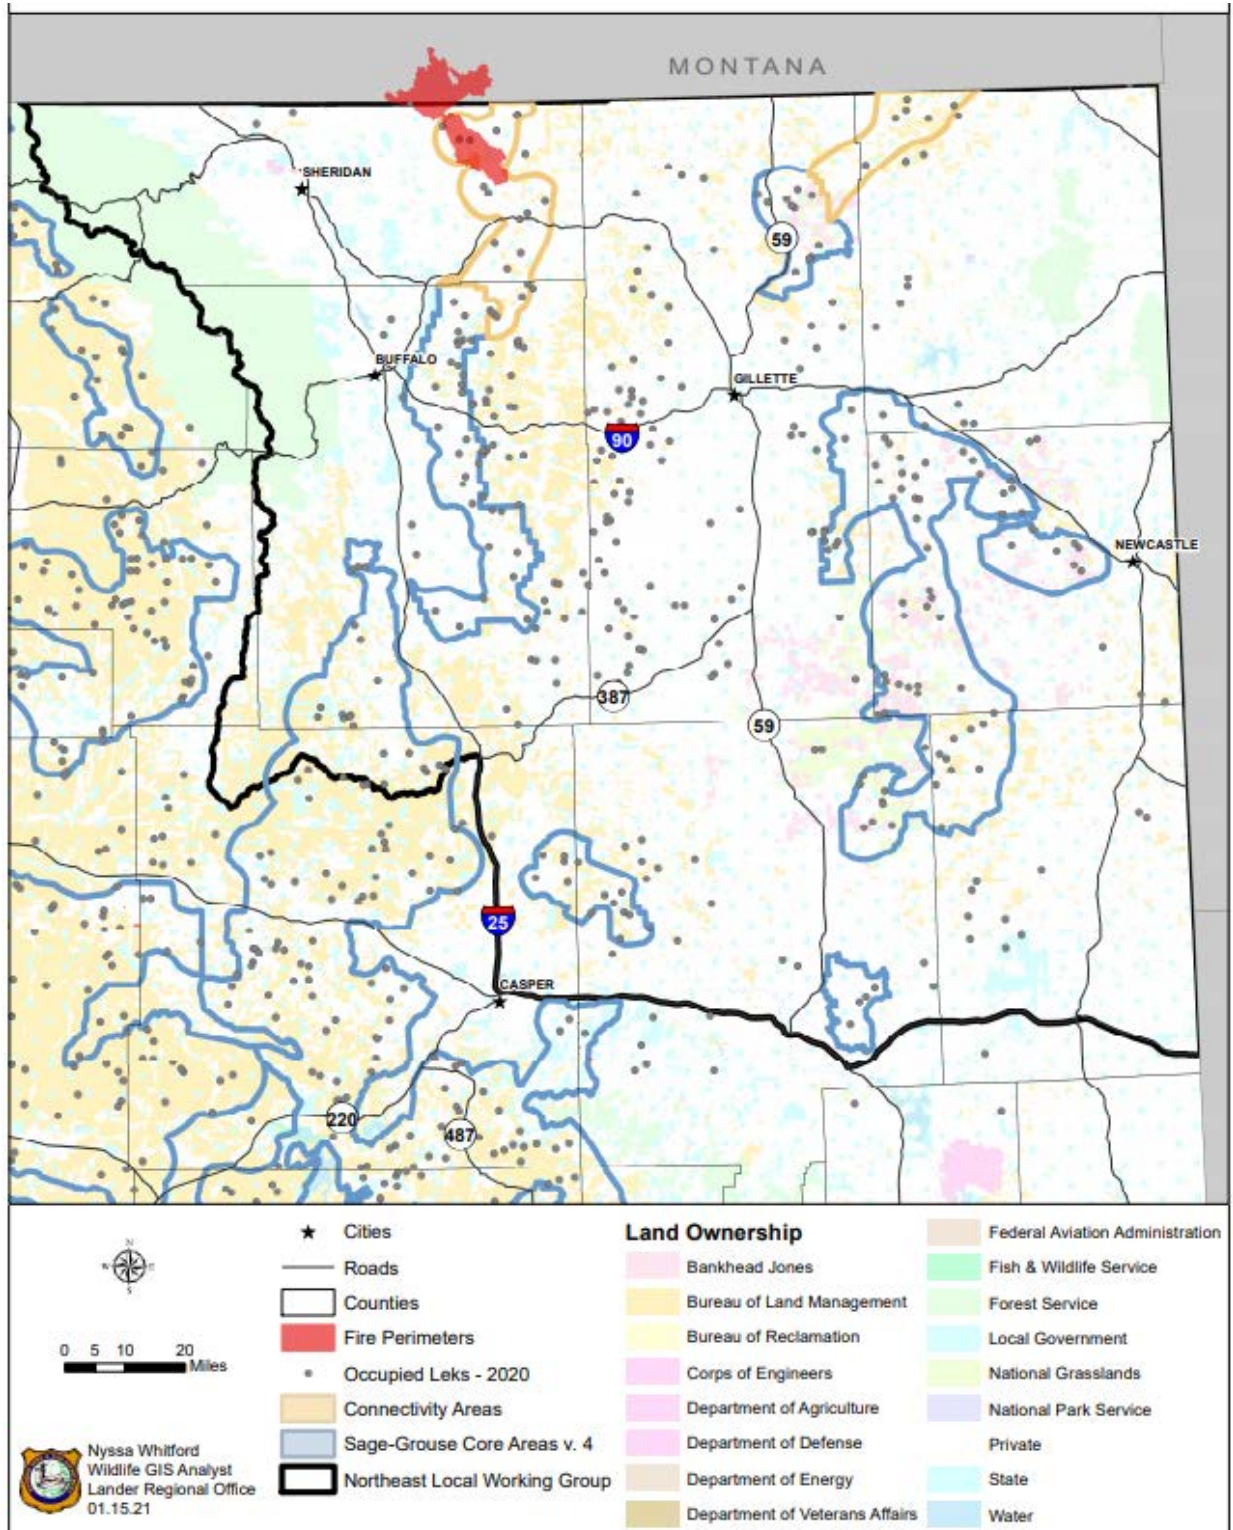 MONTANA
SHERIDAN
59
BUFFALO
GILLETTE
90
NEWCASTLE
387
59
25
CASPER
220
487
N
W E
S
0 5 10 20
Miles
Nyssa Whitford
Wildlife GIS Analyst
Lander Regional Office
01.15.21
Cities
Roads
Counties
Fire Perimeters
Occupied Leks - 2020
Connectivity Areas
Sage-Grouse Core Areas v. 4
Northeast Local Working Group
Land Ownership
Bankhead Jones
Bureau of Land Management
Bureau of Reclamation
Corps of Engineers
Department of Agriculture
Department of Defense
Department of Energy
Department of Veterans Affairs
Federal Aviation Administration
Fish & Wildlife Service
Forest Service
Local Government
National Grasslands
National Park Service
Private
State
Water